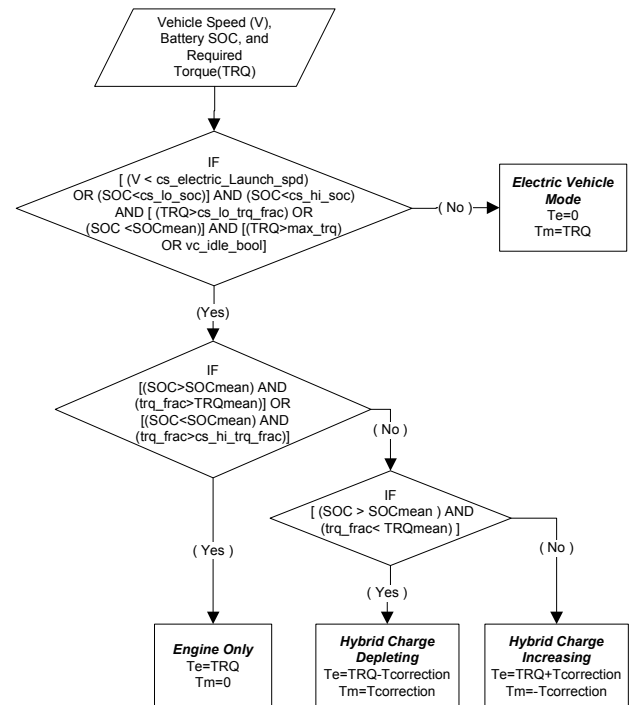 Vehicle Speed (V),
Battery SOC, and
Required
Torque(TRQ)
IF
[ (V < cs_electric_Launch_spd)
OR (SOC<cs_lo_soc)] AND (SOC<cs_hi_soc)
AND [ (TRQ>cs_lo_trq_frac) OR
(SOC <SOCmean)] AND [(TRQ>max_trq)
OR vc_idle_bool]
( No )
Electric Vehicle
Mode
Te=0
Tm=TRQ
(Yes)
IF
[(SOC>SOCmean) AND
(trq_frac>TRQmean)] OR
[(SOC<SOCmean) AND
(trq_frac>cs_hi_trq_frac)]
( No )
IF
[ (SOC > SOCmean ) AND
(trq_frac< TRQmean) ]
( Yes )
( No )
( Yes )
Engine Only
Te=TRQ
Tm=0
Hybrid Charge
Depleting
Te=TRQ-Tcorrection
Tm=Tcorrection
Hybrid Charge
Increasing
Te=TRQ+Tcorrection
Tm=-Tcorrection